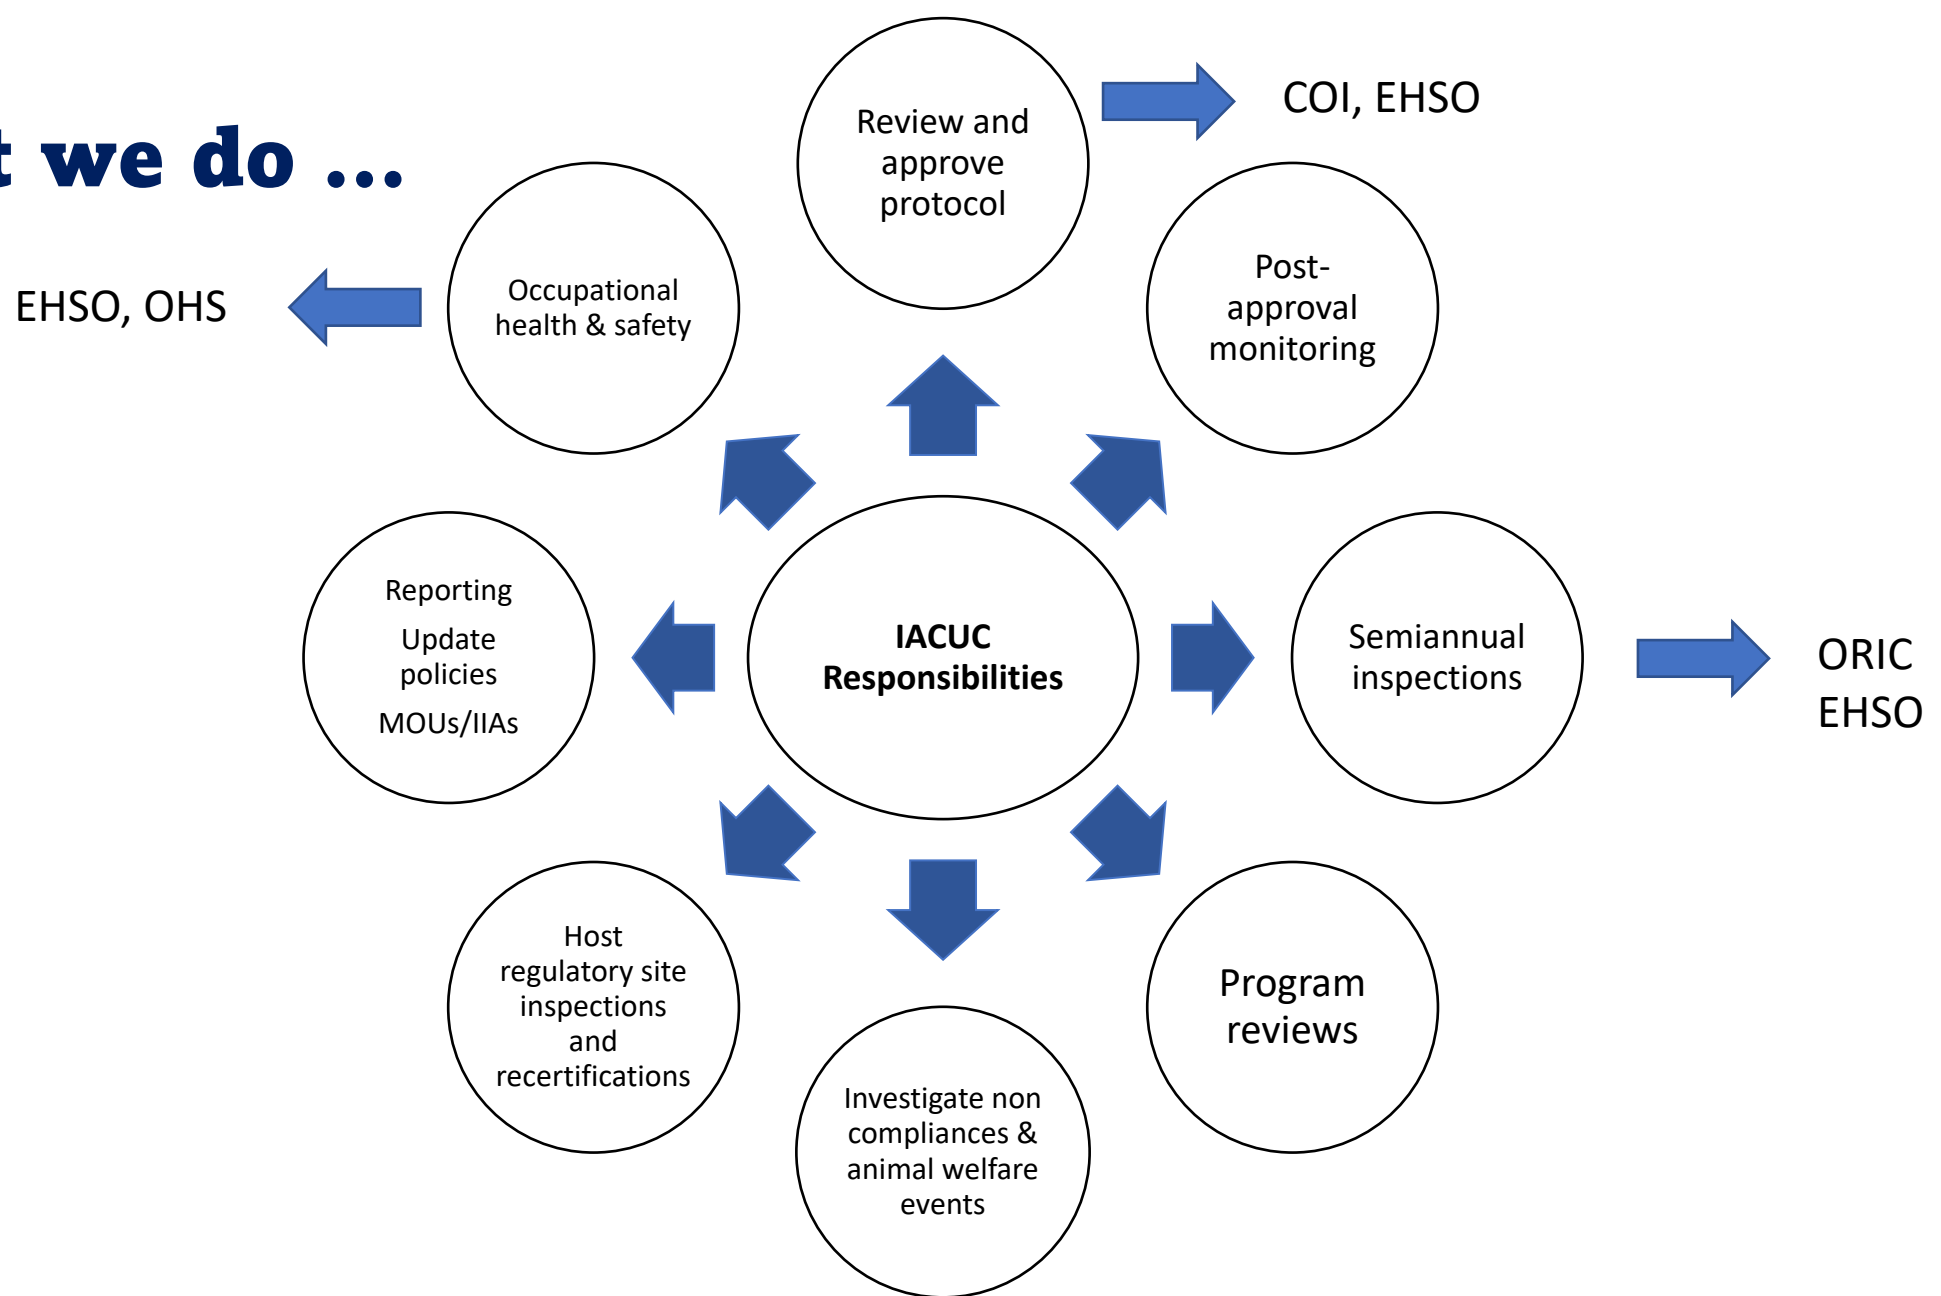 t we do ...
Review and
approve
protocol
COI, EHSO
Occupational
health & safety
EHSO, OHS
Post-
approval
monitoring
Reporting
Update
policies
MOUs/IIAs
IACUC
Responsibilities
Semiannual
inspections
ORIC
EHSO
Host
regulatory site
inspections
and
recertifications
Program
reviews
Investigate non
compliances &
animal welfare
events